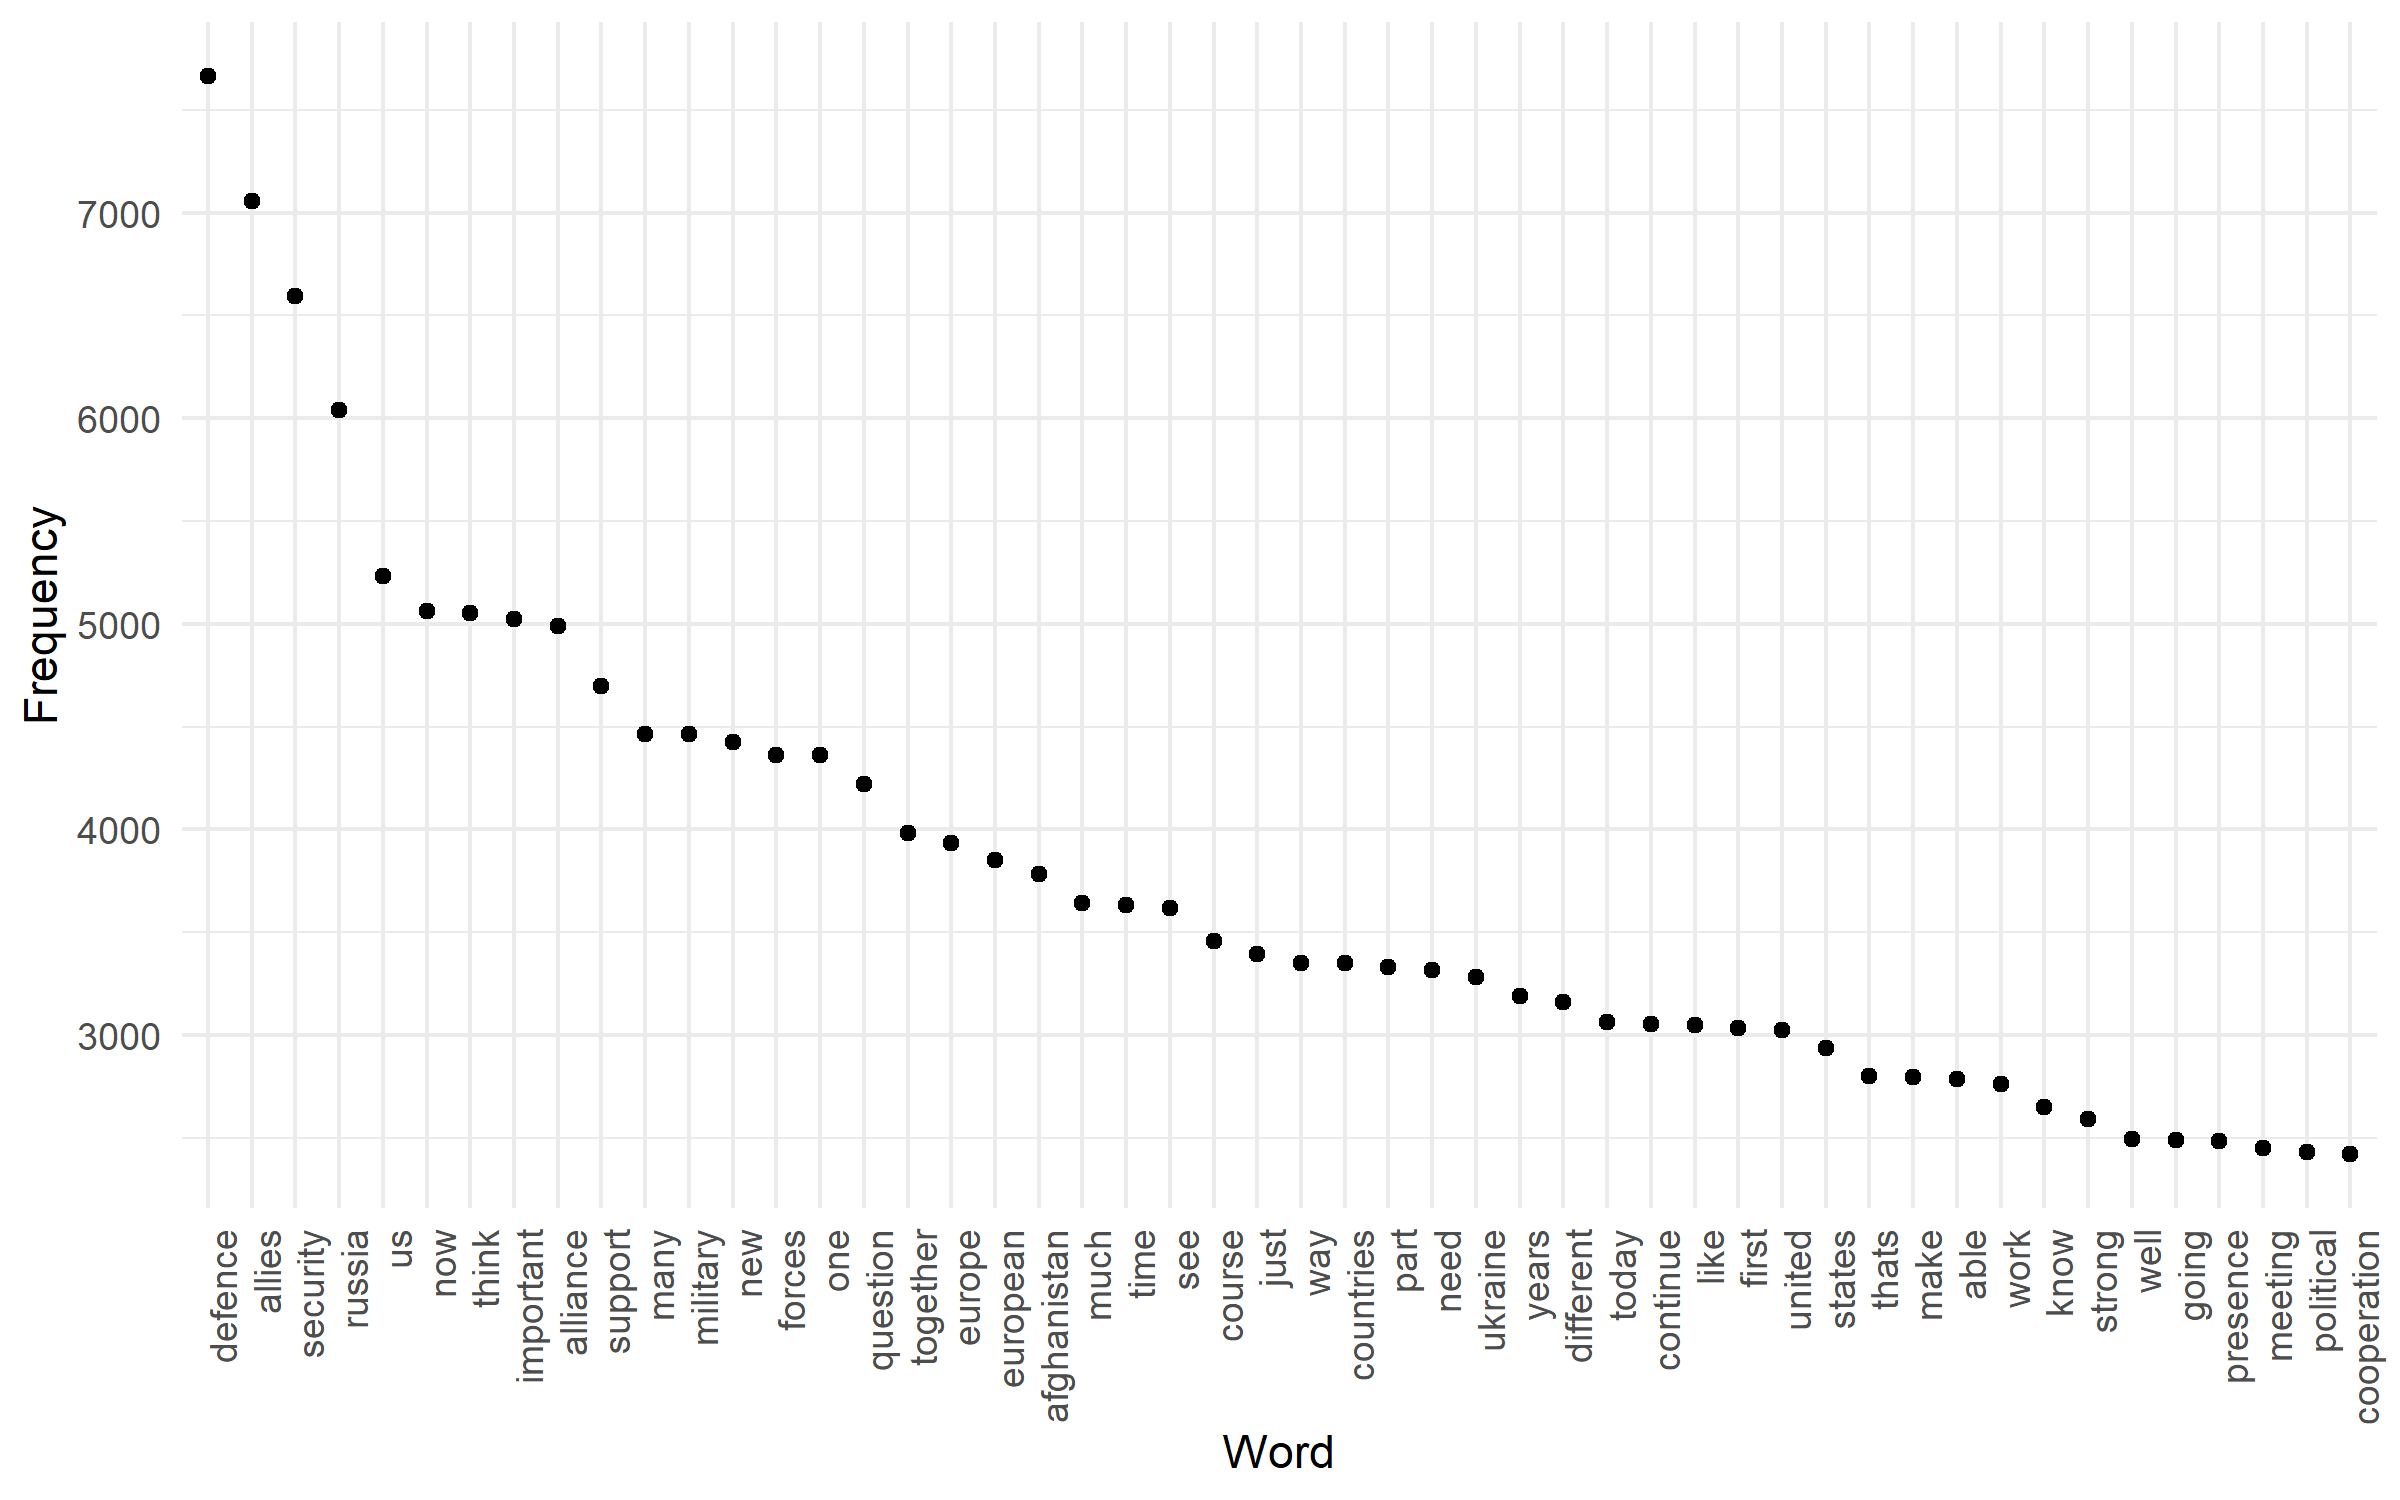 Frequency
7000
6000
5000
4000
3000
defence
allies
security
russia
us
now
think
important
alliance
support
many
military
new
forces
one
question
together
europe
european
afghanistan
much
time
see
course
just
way
countries
part
need
ukraine
years
different
today
continue
like
first
united
states
thats
make
able
work
know
strong
well
going
presence
meeting
political
cooperation
Word